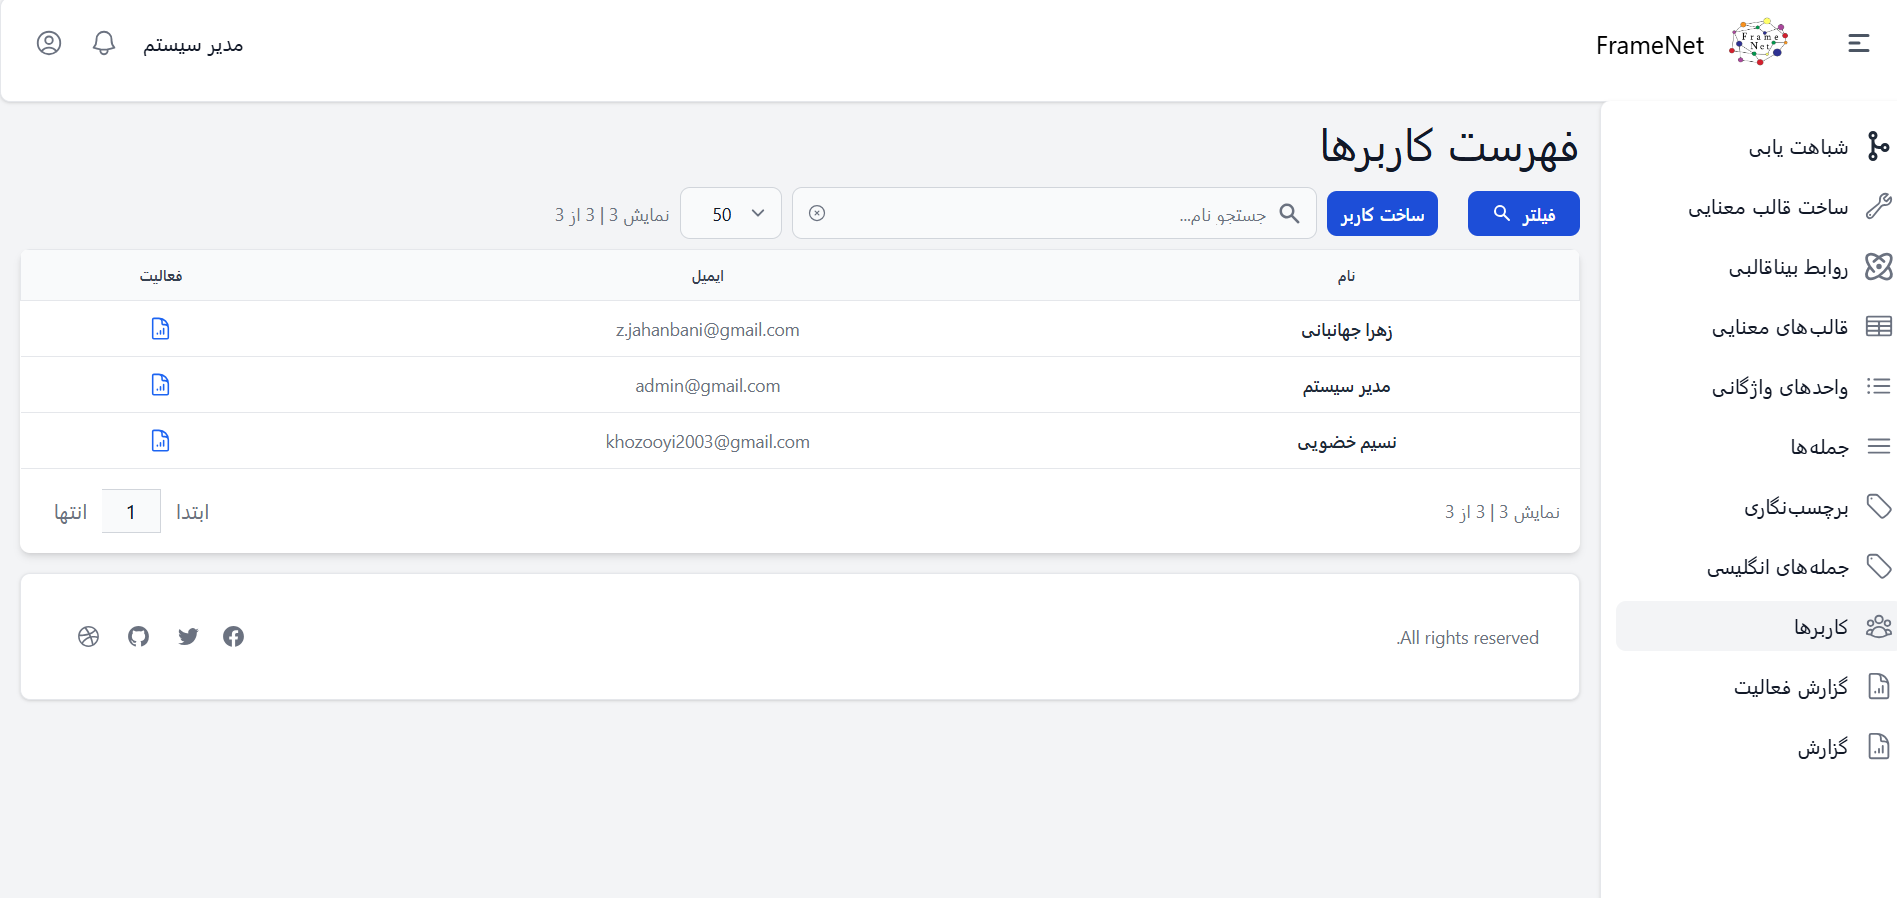 FrameNet
Frame
Net
مدیر سیستم
شباهت یابی
ساخت قالب معنایی
روابط بیناقالبی
قالب‌های معنایی
واحدهای واژگانی
جمله‌ها
برچسب‌نگاری
جمله‌های انگلیسی
کاربرها
گزارش فعالیت
گزارش
فهرست کاربرها
فیلتر
ساخت کاربر
جستجو نام...
50
نمایش 3 | 3 از 3
نام ایمیل فعالیت
زهرا جهانبانی z.jahanbani@gmail.com
مدیر سیستم admin@gmail.com
نسیم خضویی khozooyi2003@gmail.com
نمایش 3 | 3 از 3
ابتدا 1 انتها
.All rights reserved